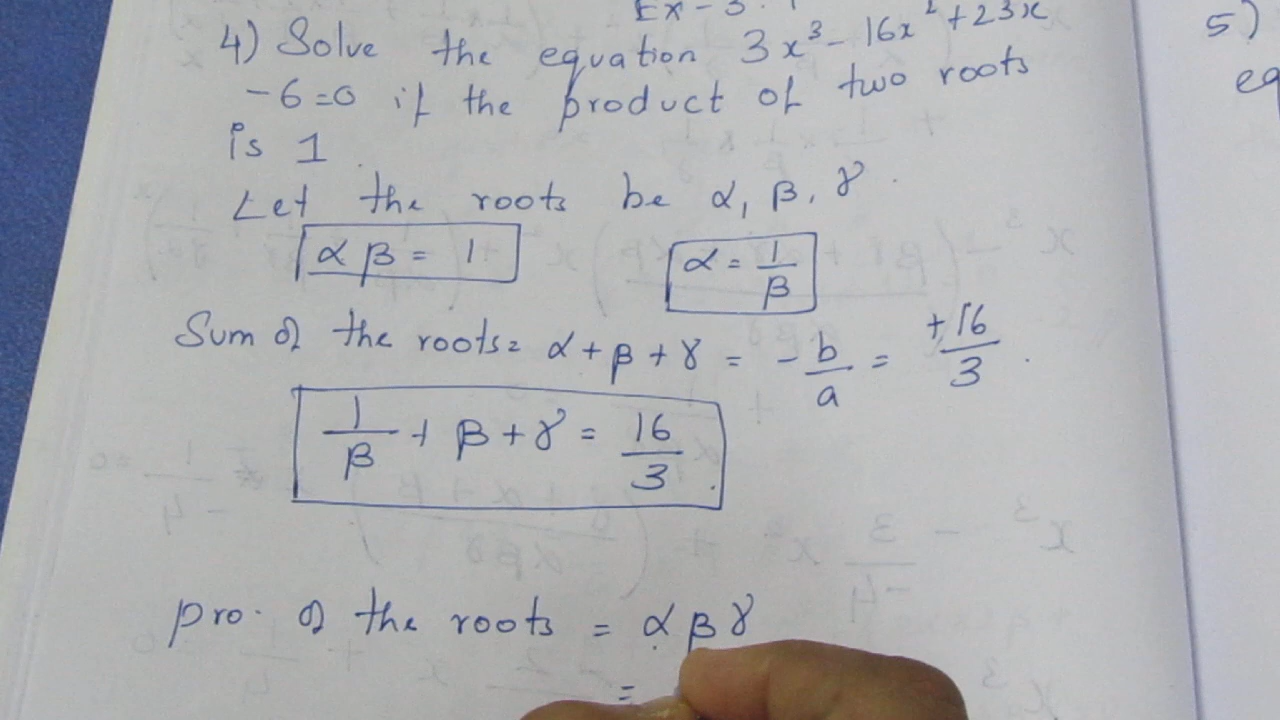 Ex-3.1
4) Solve the equation 3x³ - 16x² + 23x
-6=0 if the product of two roots
is 1.
Let the roots be α, β, γ.
αβ = 1   α = 1/β
Sum of the roots = α + β + γ = -b/a = +16/3.
1/β + β + γ = 16/3.
pro. of the roots = αβγ
=
5)
eq